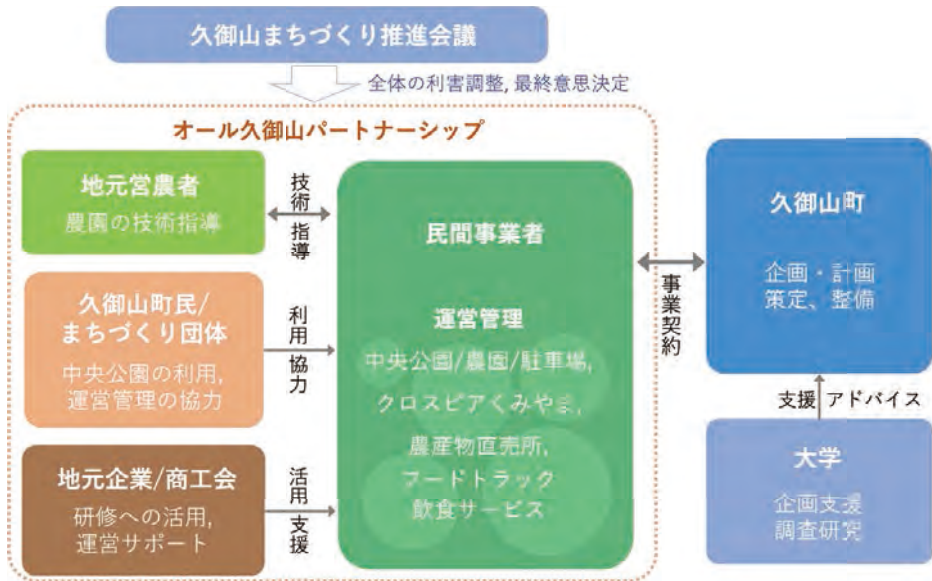 久御山まちづくり推進会議
全体の利害調整, 最終意思決定
オール久御山パートナーシップ
地元営農者
農園の技術指導
技術
指導
久御山町民/
まちづくり団体
中央公園の利用,
運営管理の協力
利用
協力
地元企業/商工会
研修への活用,
運営サポート
活用
支援
民間事業者
運営管理
中央公園/農園/駐車場,
クロスピアくみやま,
農産物直売所,
フードトラック
飲食サービス
事業契約
久御山町
企画・計画
策定、整備
支援 アドバイス
大学
企画支援
調査研究